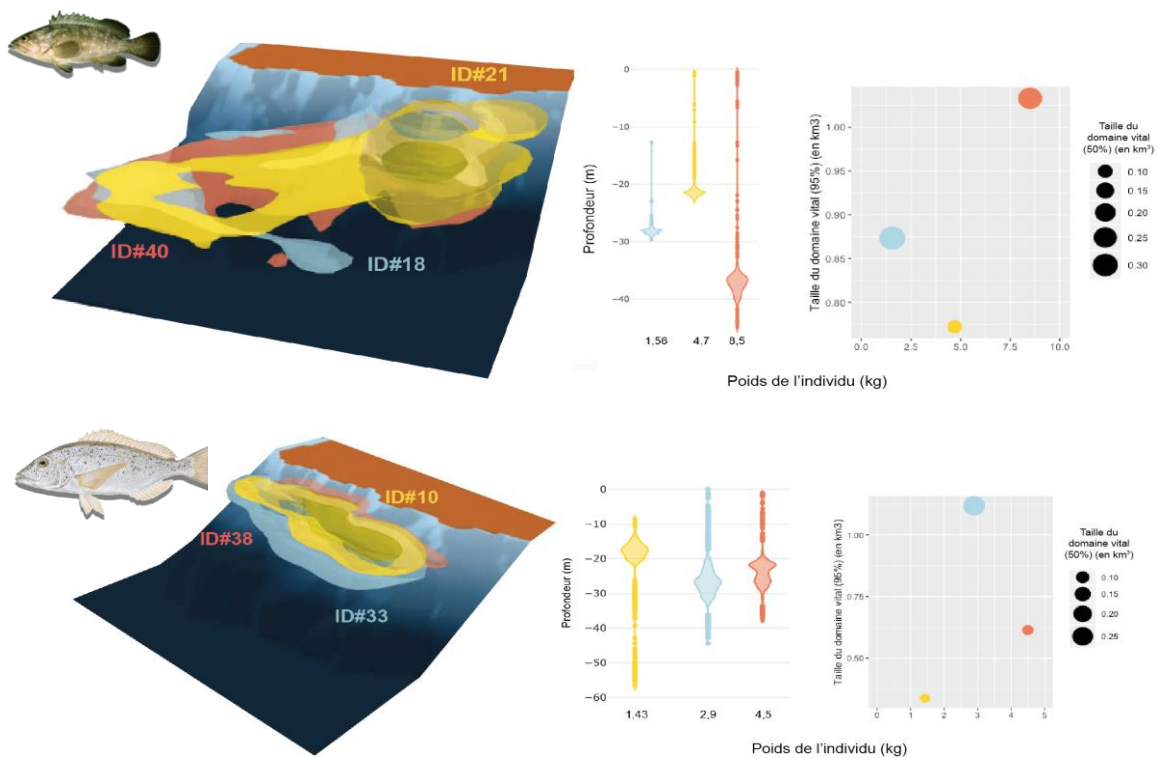 ID#21
ID#40
ID#18
Profondeur (m)
0
−10
−20
−30
−40
1,56
4,7
8,5
Taille du domaine vital (95%) (en km3)
1.00
0.95
0.90
0.85
0.80
0.0
2.5
5.0
7.5
10.0
Taille du
domaine vital
(50%) (en km³)
0.10
0.15
0.20
0.25
0.30
Poids de l'individu (kg)
ID#10
ID#38
ID#33
Profondeur (m)
0
−10
−20
−30
−40
−50
−60
1,43
2,9
4,5
Taille du domaine vital (95%) (en km3)
1.00
0.75
0.50
0
1
2
3
4
5
Taille du
domaine vital
(50%) (en km³)
0.10
0.15
0.20
0.25
Poids de l'individu (kg)